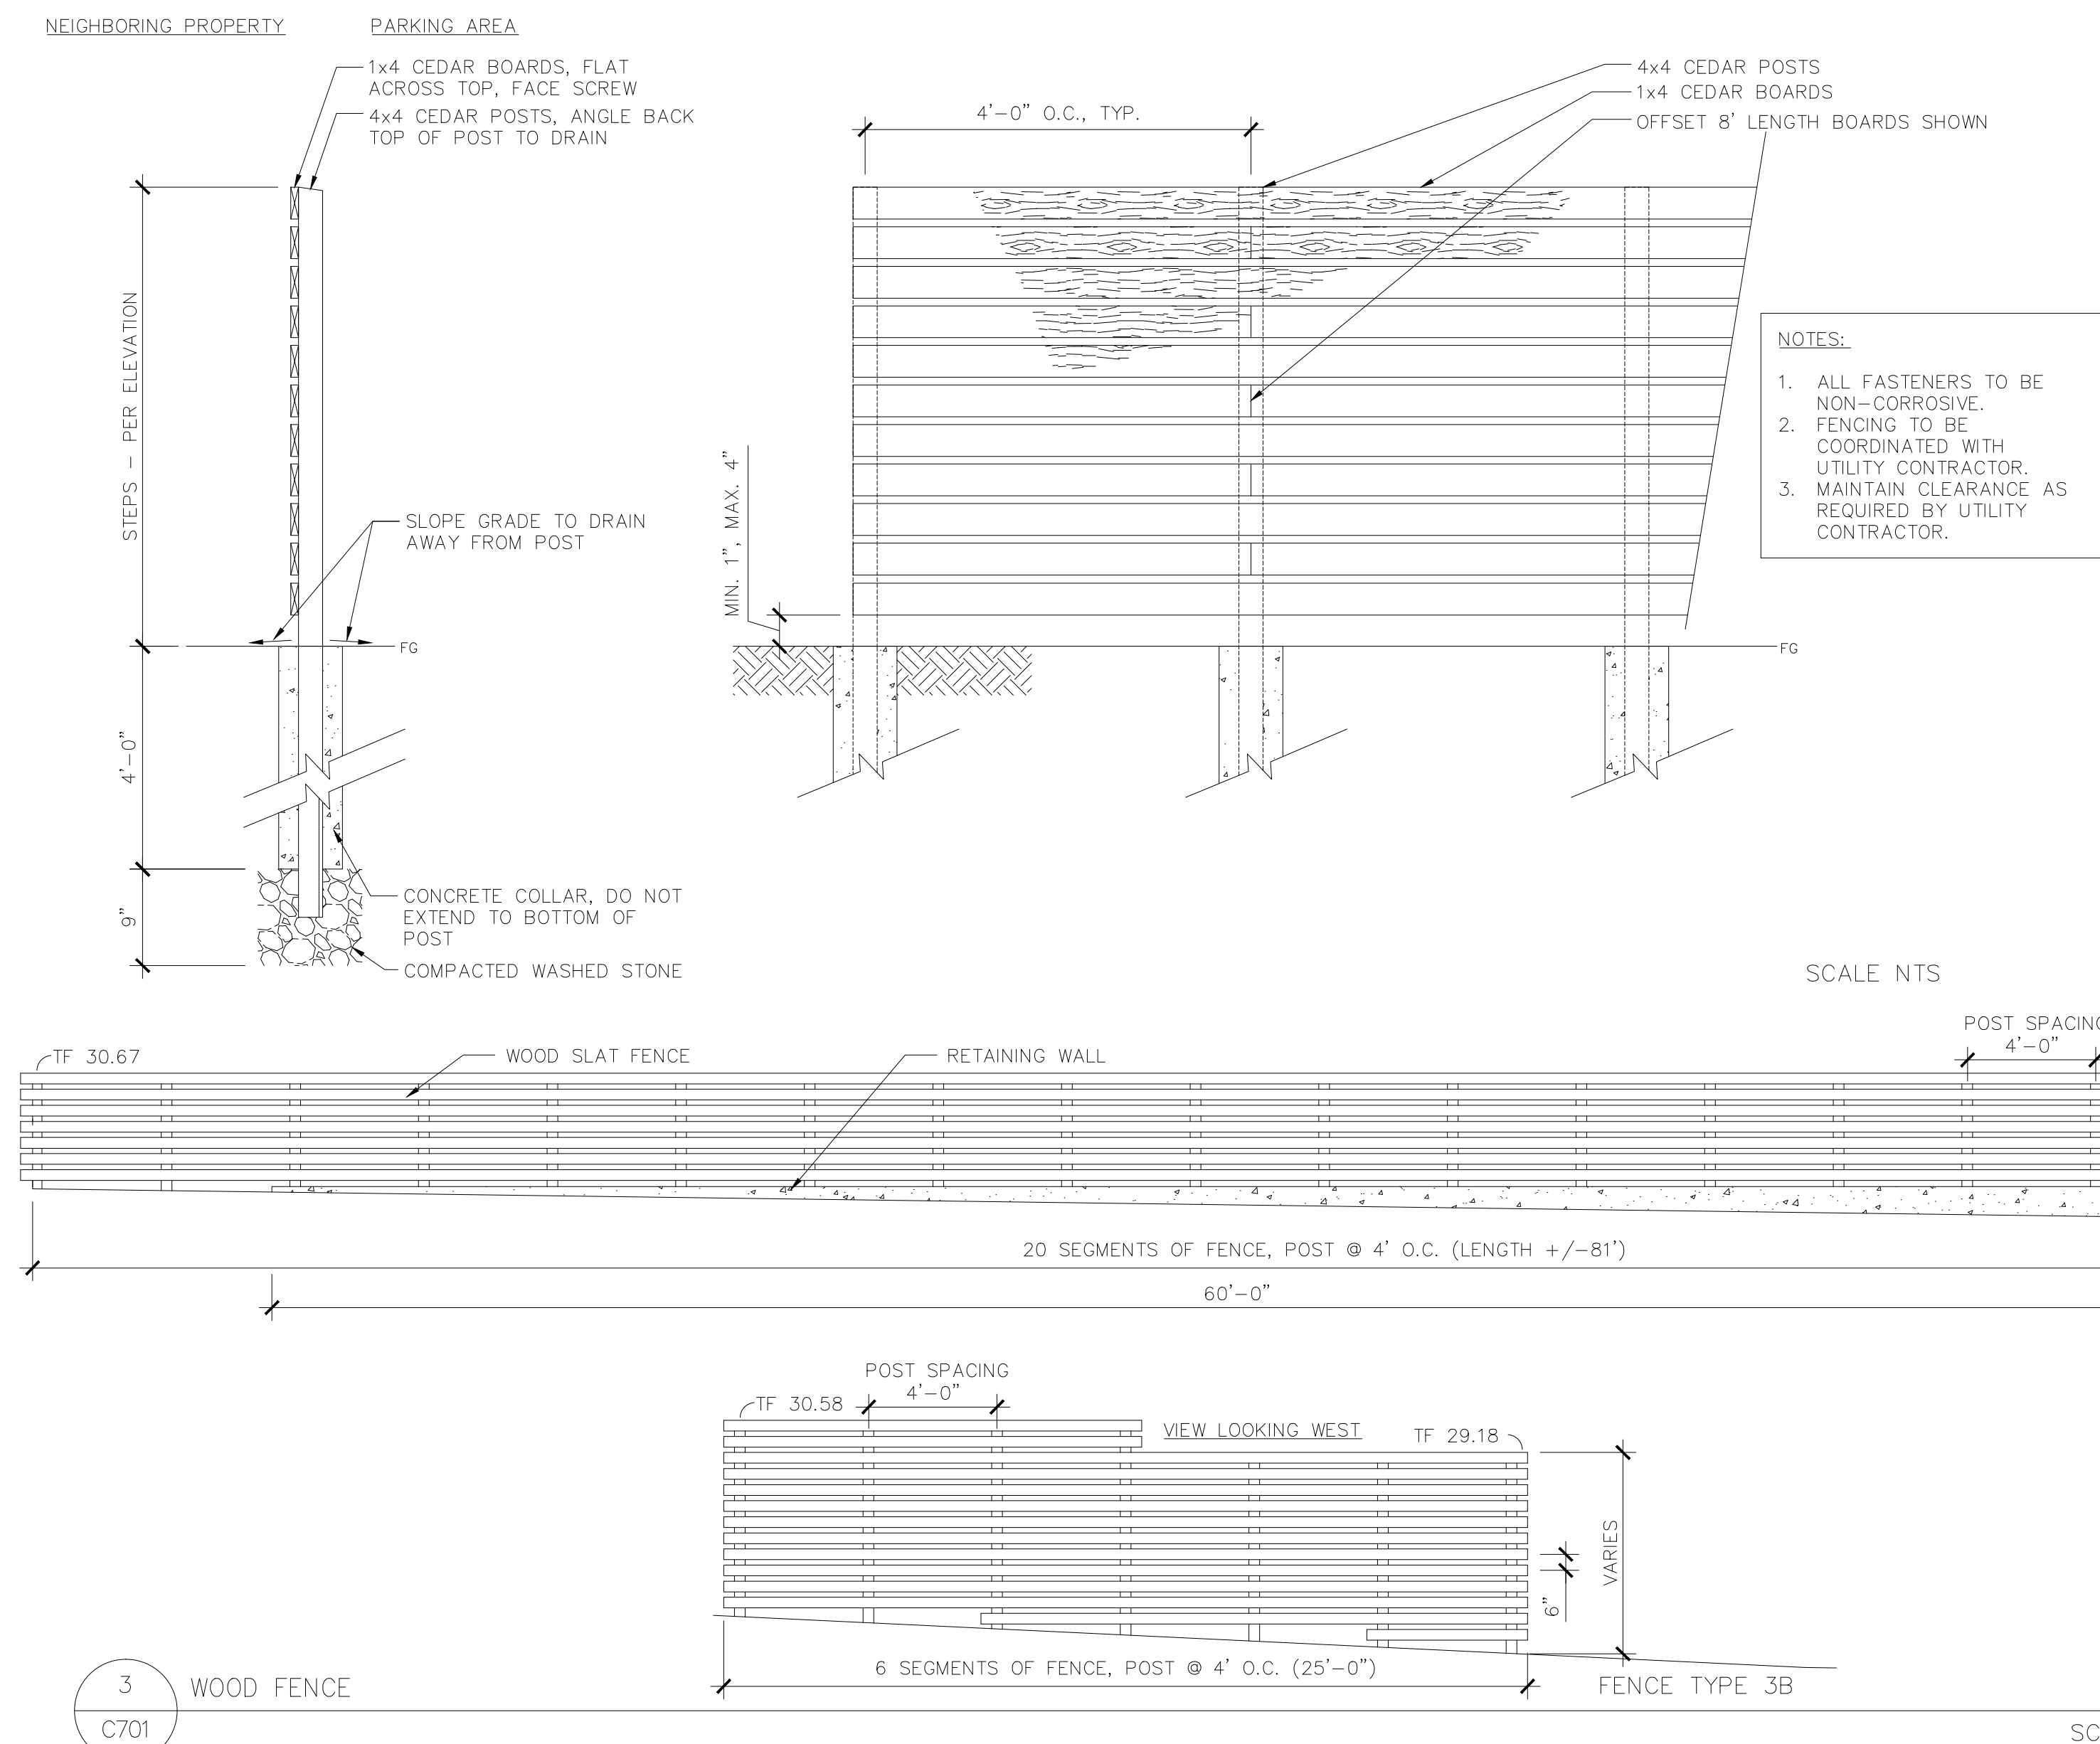 NEIGHBORING PROPERTY
PARKING AREA
1x4 CEDAR BOARDS, FLAT
ACROSS TOP, FACE SCREW
4x4 CEDAR POSTS, ANGLE BACK
TOP OF POST TO DRAIN
STEPS – PER ELEVATION
SLOPE GRADE TO DRAIN
AWAY FROM POST
FG
4'–0"
9"
CONCRETE COLLAR, DO NOT
EXTEND TO BOTTOM OF
POST
COMPACTED WASHED STONE
4'–0" O.C., TYP.
4x4 CEDAR POSTS
1x4 CEDAR BOARDS
OFFSET 8' LENGTH BOARDS SHOWN
MIN. 1", MAX. 4"
FG
NOTES:
1. ALL FASTENERS TO BE
NON–CORROSIVE.
2. FENCING TO BE
COORDINATED WITH
UTILITY CONTRACTOR.
3. MAINTAIN CLEARANCE AS
REQUIRED BY UTILITY
CONTRACTOR.
SCALE NTS
POST SPACING
4'–0"
TF 30.67
WOOD SLAT FENCE
RETAINING WALL
20 SEGMENTS OF FENCE, POST @ 4' O.C. (LENGTH +/–81')
60'–0"
POST SPACING
4'–0"
TF 30.58
VIEW LOOKING WEST
TF 29.18
VARIES
6"
6 SEGMENTS OF FENCE, POST @ 4' O.C. (25'–0")
FENCE TYPE 3B
3
WOOD FENCE
C701
SC